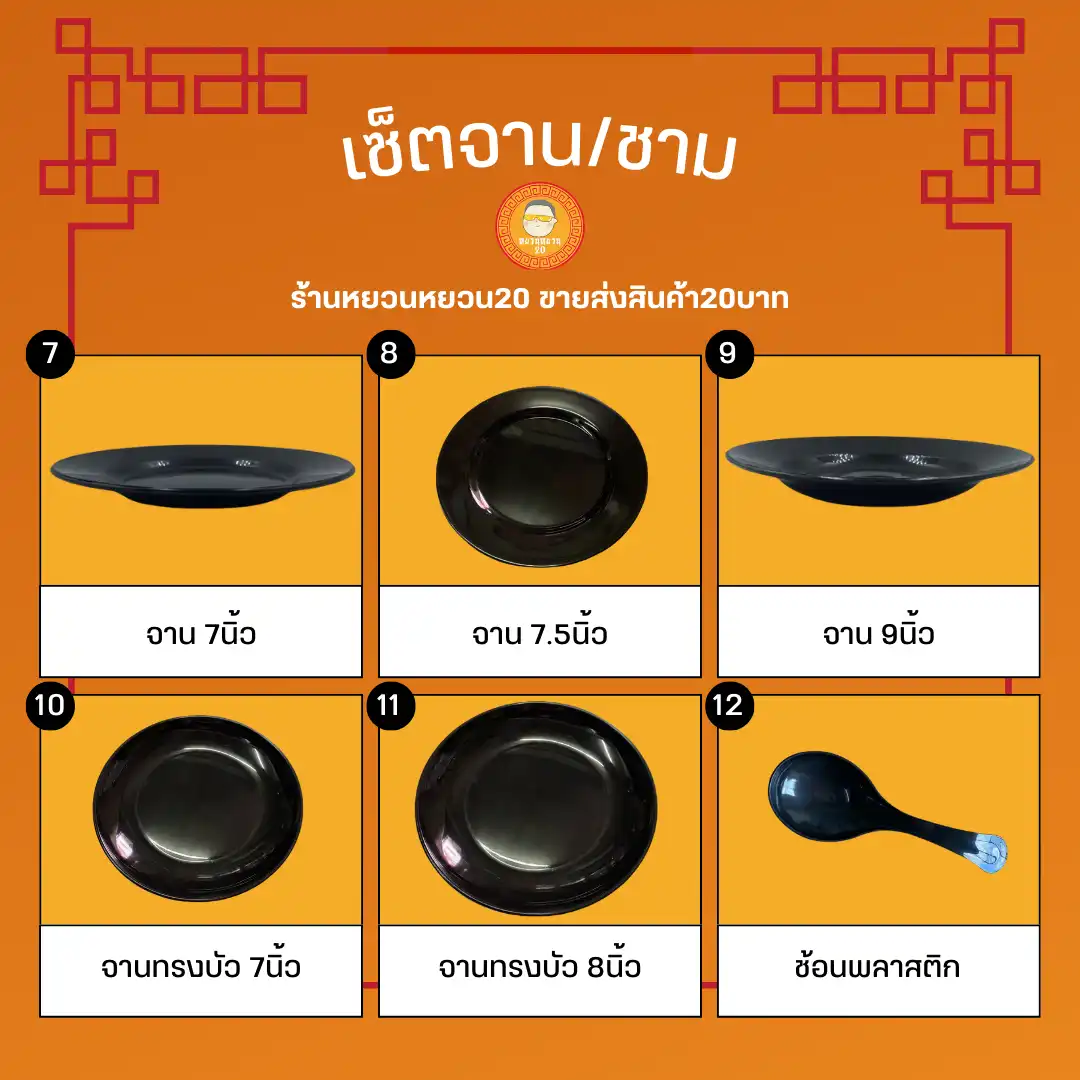 เซ็ตจาน/ชาม
หยวนหยวน
20
ร้านหยวนหยวน20 ขายส่งสินค้า20บาท
7
8
9
จาน 7นิ้ว
จาน 7.5นิ้ว
จาน 9นิ้ว
10
11
12
จานทรงบัว 7นิ้ว
จานทรงบัว 8นิ้ว
ช้อนพลาสติก